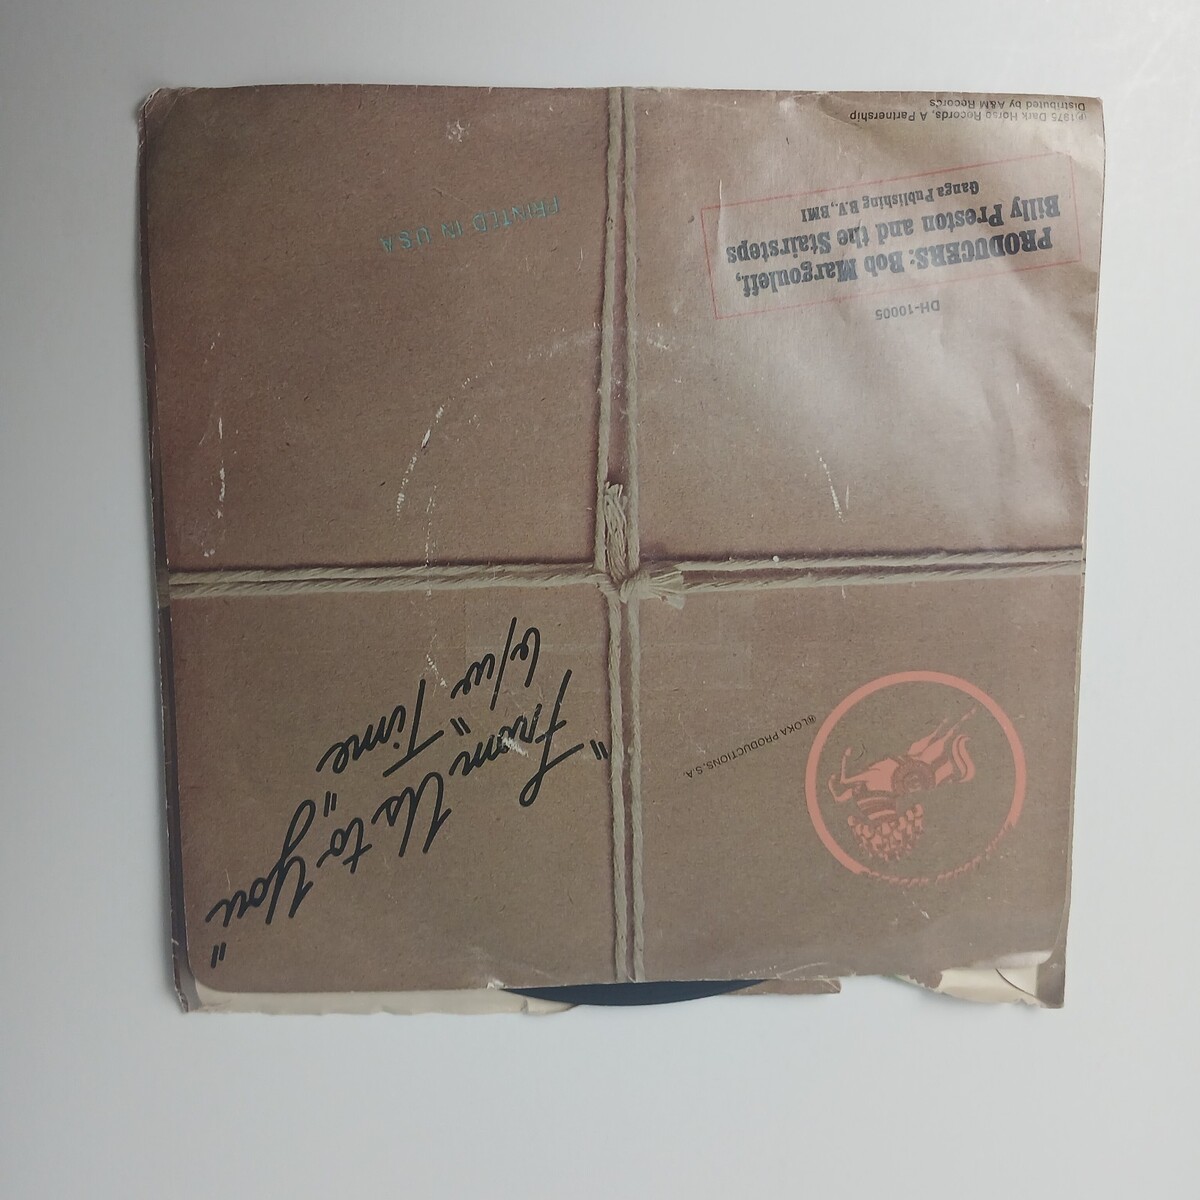 "From Us to You"
b/w "Time"
®LOKA PRODUCTIONS, S.A.
DH-10005
PRODUCERS: Bob Margouleff,
Billy Preston and the Stairsteps
Ganga Publishing B.V., BMI
PRINTED IN USA
℗1975 Dark Horse Records, A Partnership
Distributed by A&M Records